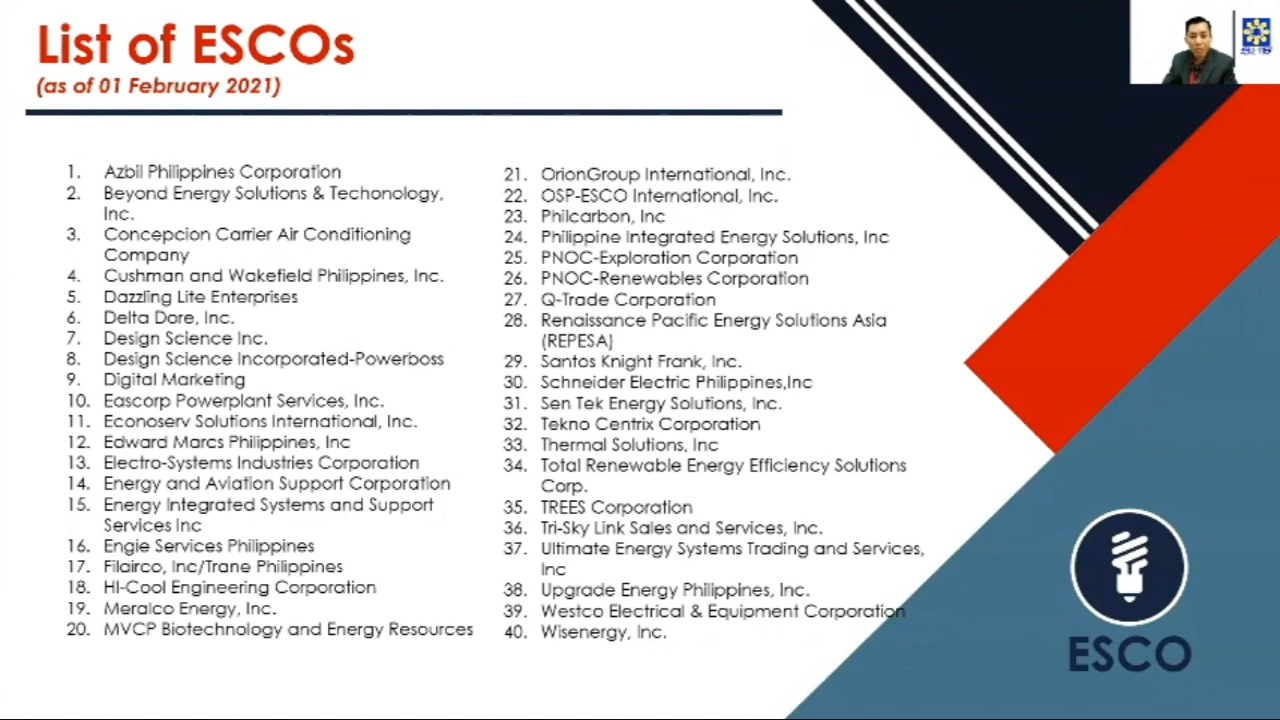 List of ESCOs
(as of 01 February 2021)
1. Azbil Philippines Corporation
2. Beyond Energy Solutions & Techonology,
Inc.
3. Concepcion Carrier Air Conditioning
Company
4. Cushman and Wakefield Philippines, Inc.
5. Dazzling Lite Enterprises
6. Delta Dore, Inc.
7. Design Science Inc.
8. Design Science Incorporated-Powerboss
9. Digital Marketing
10. Eascorp Powerplant Services, Inc.
11. Econoserv Solutions International, Inc.
12. Edward Marcs Philippines, Inc
13. Electro-Systems Industries Corporation
14. Energy and Aviation Support Corporation
15. Energy Integrated Systems and Support
Services Inc
16. Engie Services Philippines
17. Filairco, Inc/Trane Philippines
18. HI-Cool Engineering Corporation
19. Meralco Energy, Inc.
20. MVCP Biotechnology and Energy Resources
21. OrionGroup International, Inc.
22. OSP-ESCO International, Inc.
23. Philcarbon, Inc
24. Philippine Integrated Energy Solutions, Inc
25. PNOC-Exploration Corporation
26. PNOC-Renewables Corporation
27. Q-Trade Corporation
28. Renaissance Pacific Energy Solutions Asia
(REPESA)
29. Santos Knight Frank, Inc.
30. Schneider Electric Philippines,Inc
31. Sen Tek Energy Solutions, Inc.
32. Tekno Centrix Corporation
33. Thermal Solutions, Inc
34. Total Renewable Energy Efficiency Solutions
Corp.
35. TREES Corporation
36. Tri-Sky Link Sales and Services, Inc.
37. Ultimate Energy Systems Trading and Services,
Inc
38. Upgrade Energy Philippines, Inc.
39. Westco Electrical & Equipment Corporation
40. Wisenergy, Inc.
ESCO